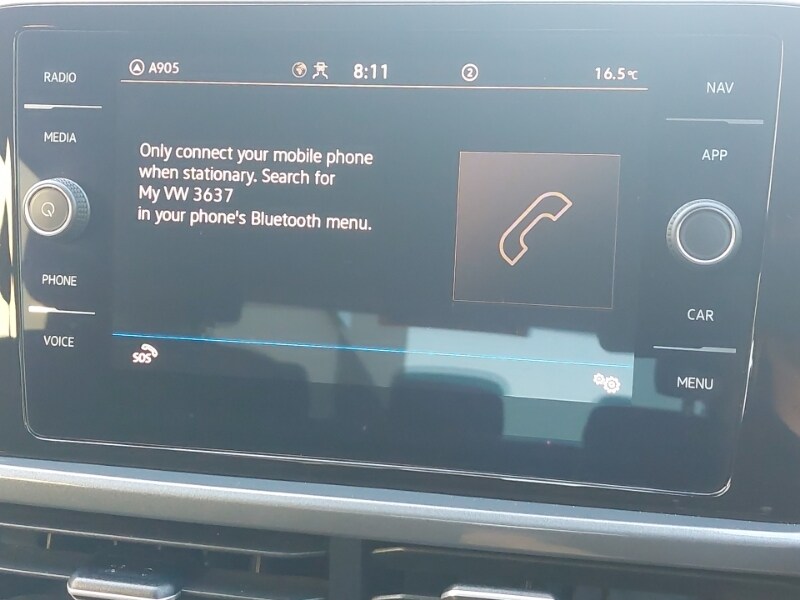 RADIO
MEDIA
PHONE
VOICE
A905
8:11
2
16.5°C
Only connect your mobile phone
when stationary. Search for
My VW 3637
in your phone's Bluetooth menu.
SOS
NAV
APP
CAR
MENU